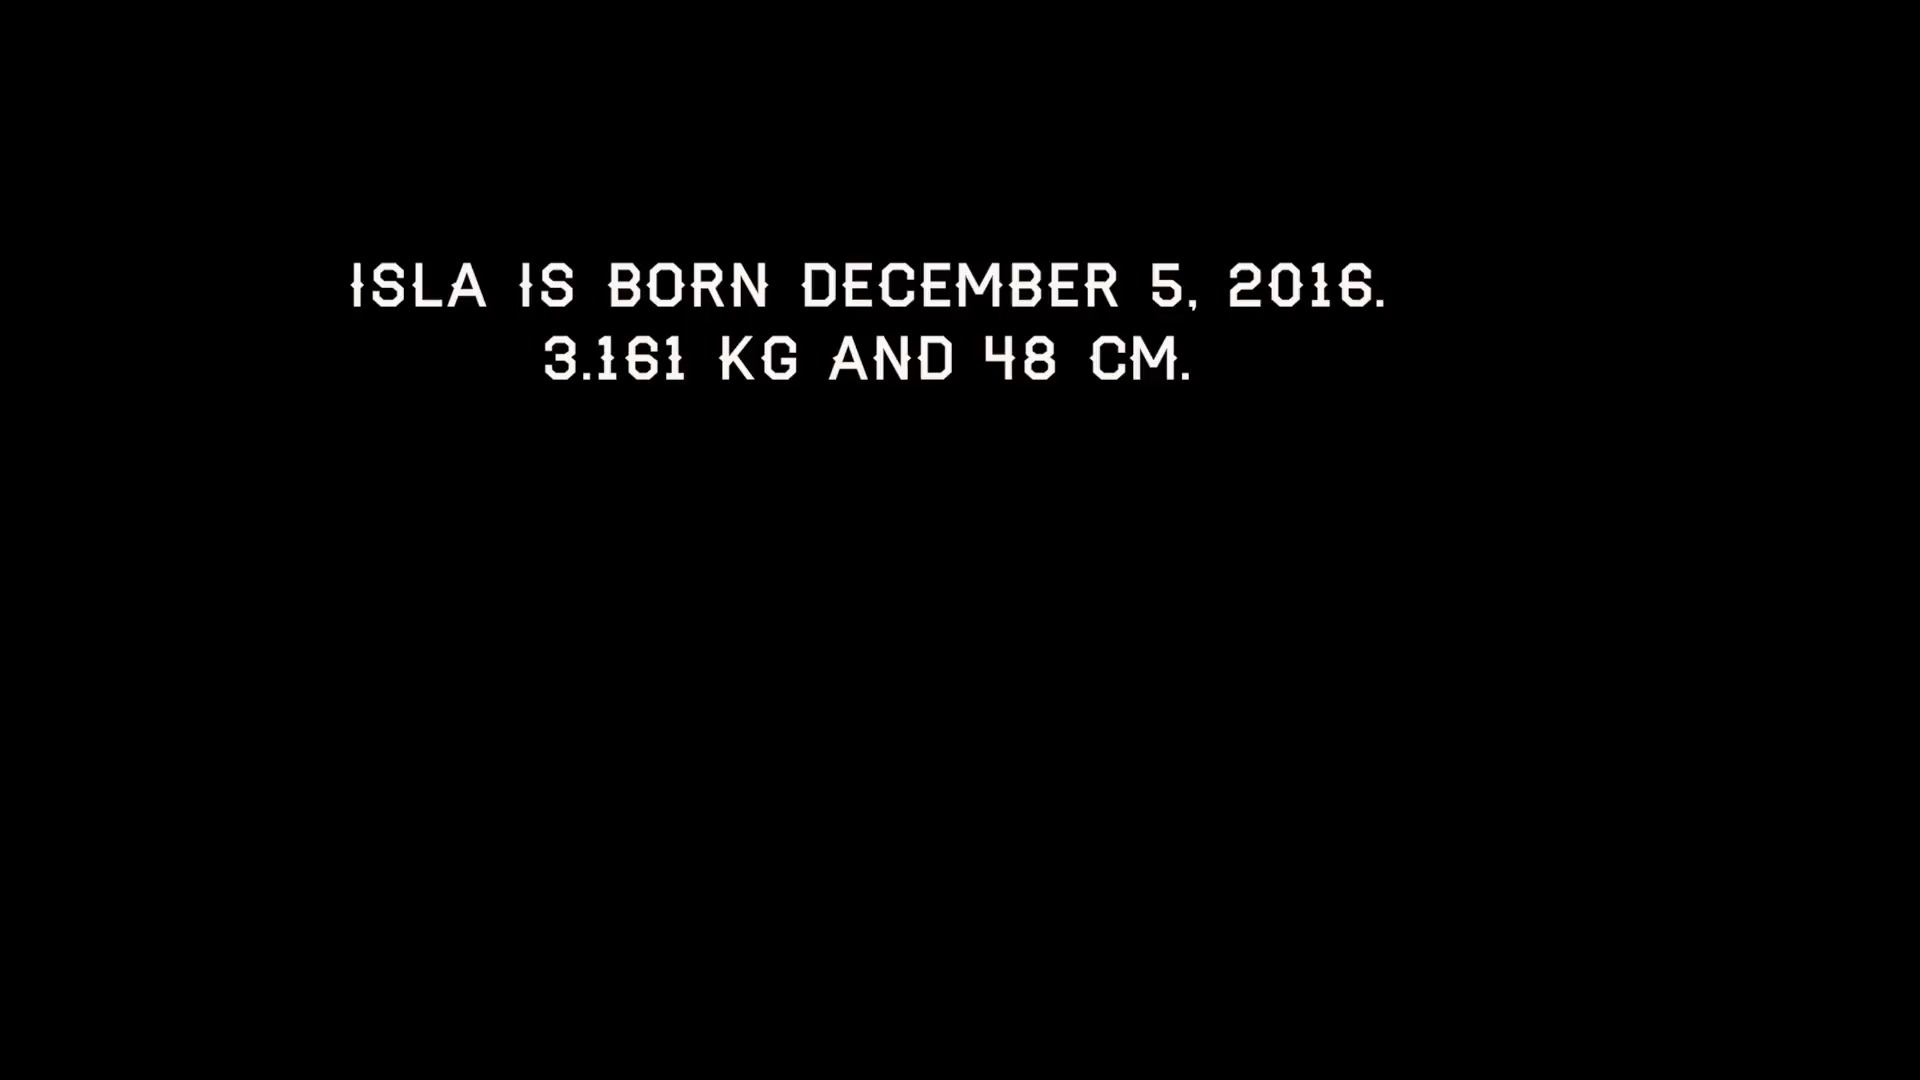 ISLA IS BORN DECEMBER 5, 2016.
3.161 KG AND 48 CM.